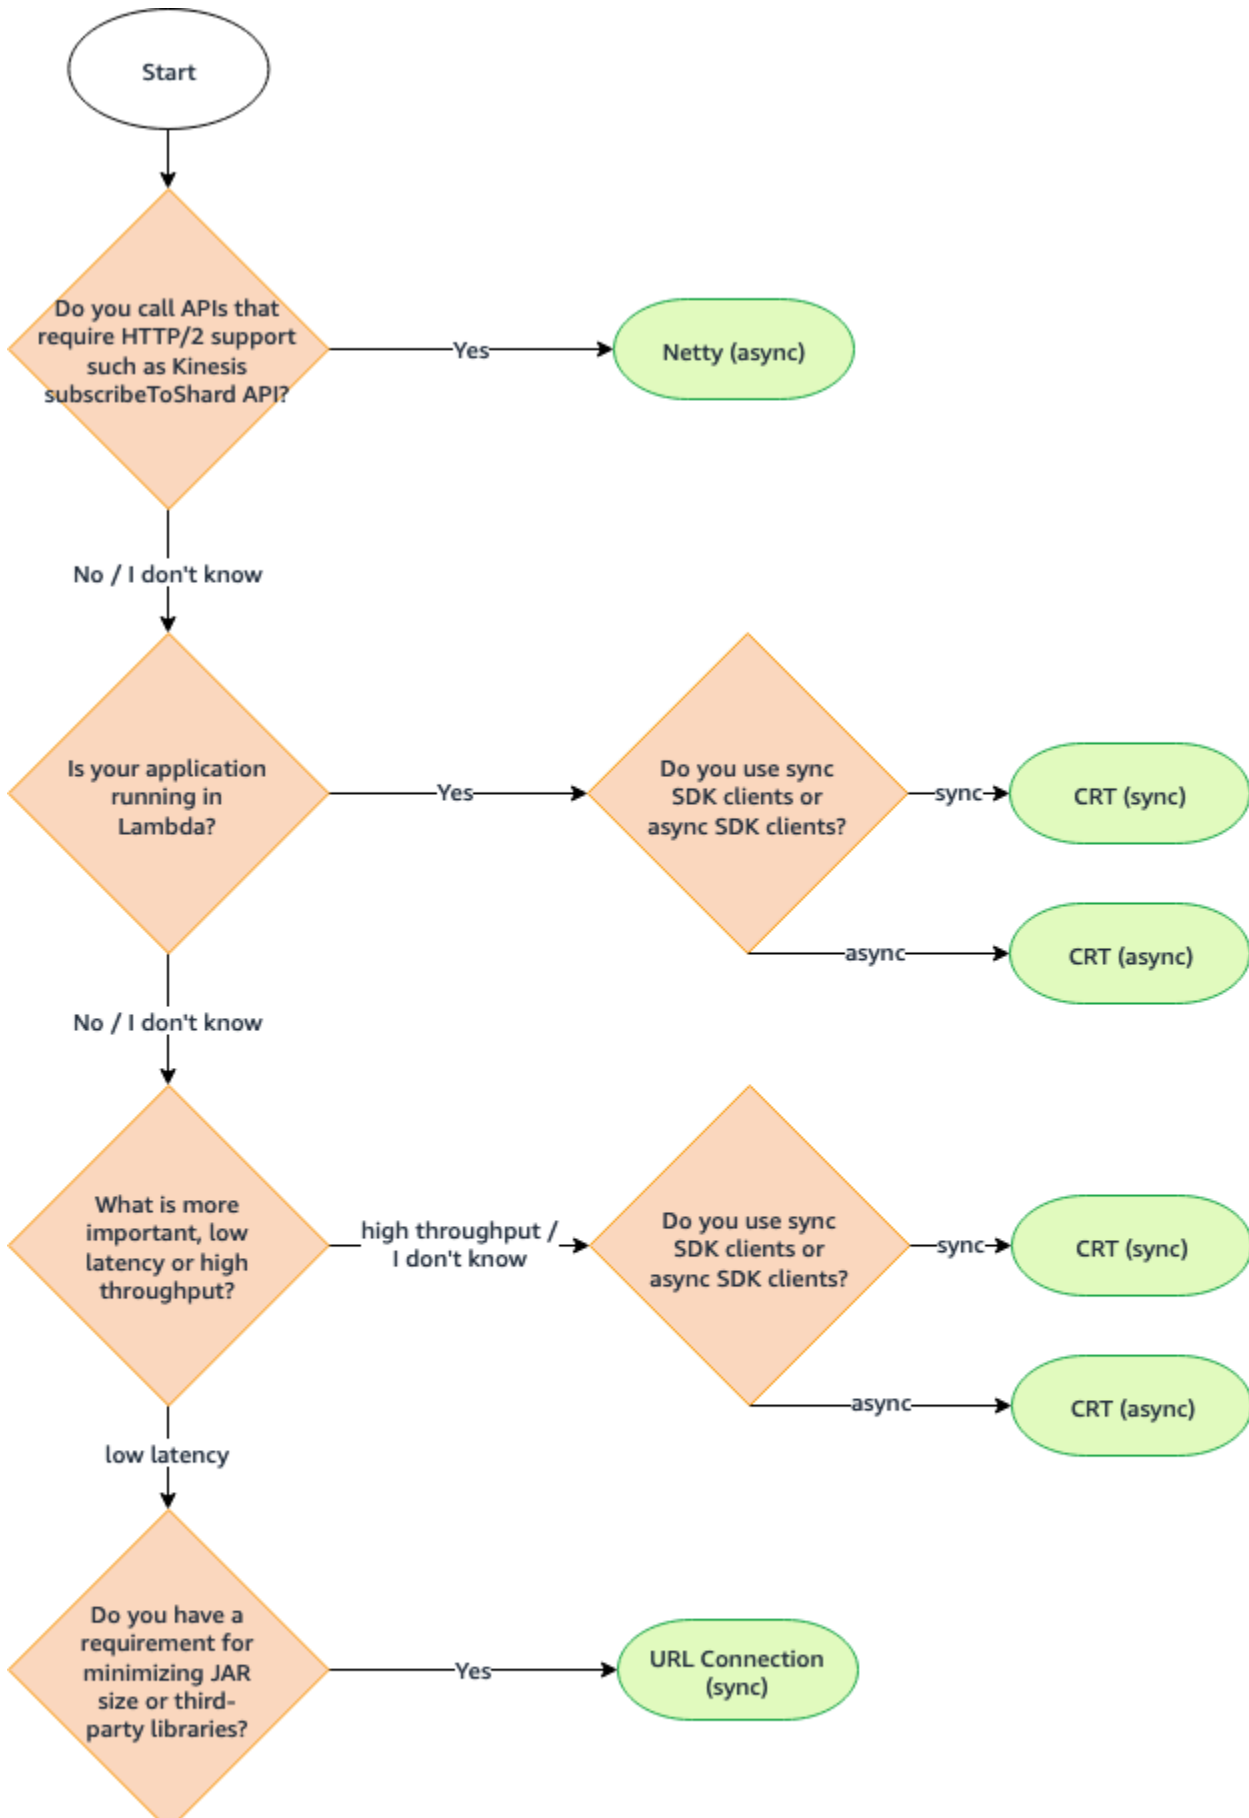 Start
Do you call APIs that
require HTTP/2 support
such as Kinesis
subscribeToShard API?
Yes
Netty (async)
No / I don't know
Is your application
running in
Lambda?
Yes
Do you use sync
SDK clients or
async SDK clients?
sync
CRT (sync)
async
CRT (async)
No / I don't know
What is more
important, low
latency or high
throughput?
high throughput /
I don't know
Do you use sync
SDK clients or
async SDK clients?
sync
CRT (sync)
async
CRT (async)
low latency
Do you have a
requirement for
minimizing JAR
size or third-
party libraries?
Yes
URL Connection
(sync)